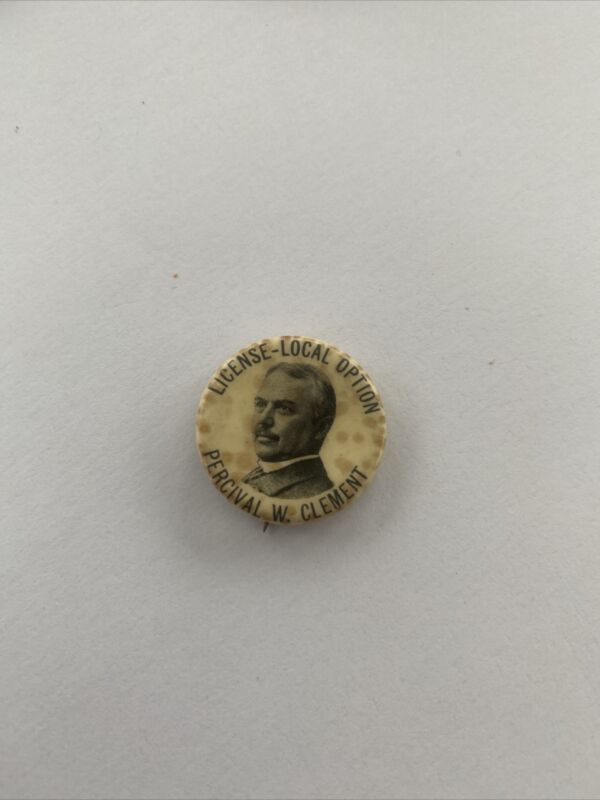 LICENSE-LOCAL OPTION
PERCIVAL W. CLEMENT